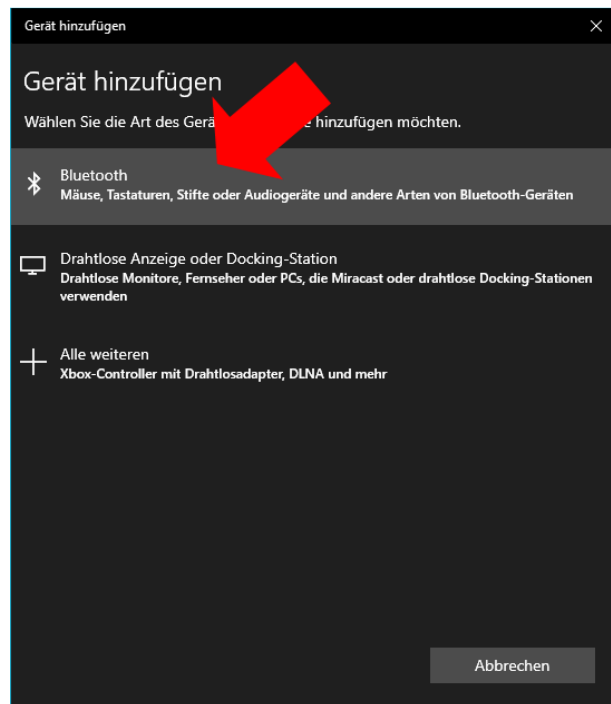 Gerät hinzufügen
Gerät hinzufügen
Wählen Sie die Art des Gerä hinzufügen möchten.
Bluetooth
Mäuse, Tastaturen, Stifte oder Audiogeräte und andere Arten von Bluetooth-Geräten
Drahtlose Anzeige oder Docking-Station
Drahtlose Monitore, Fernseher oder PCs, die Miracast oder drahtlose Docking-Stationen
verwenden
Alle weiteren
Xbox-Controller mit Drahtlosadapter, DLNA und mehr
Abbrechen